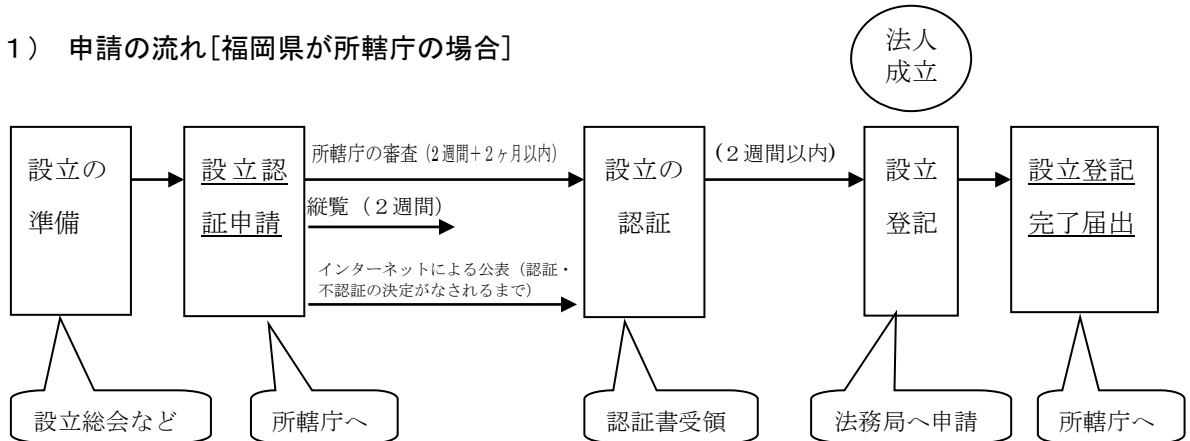 1) 申請の流れ[福岡県が所轄庁の場合]
法人
成立
設立の
準備
設立認
証申請
所轄庁の審査(2週間+2ヶ月以内)
縦覧(2週間)
インターネットによる公表(認証・
不認証の決定がなされるまで)
設立の
認証
(2週間以内)
設立
登記
設立登記
完了届出
設立総会など
所轄庁へ
認証書受領
法務局へ申請
所轄庁へ